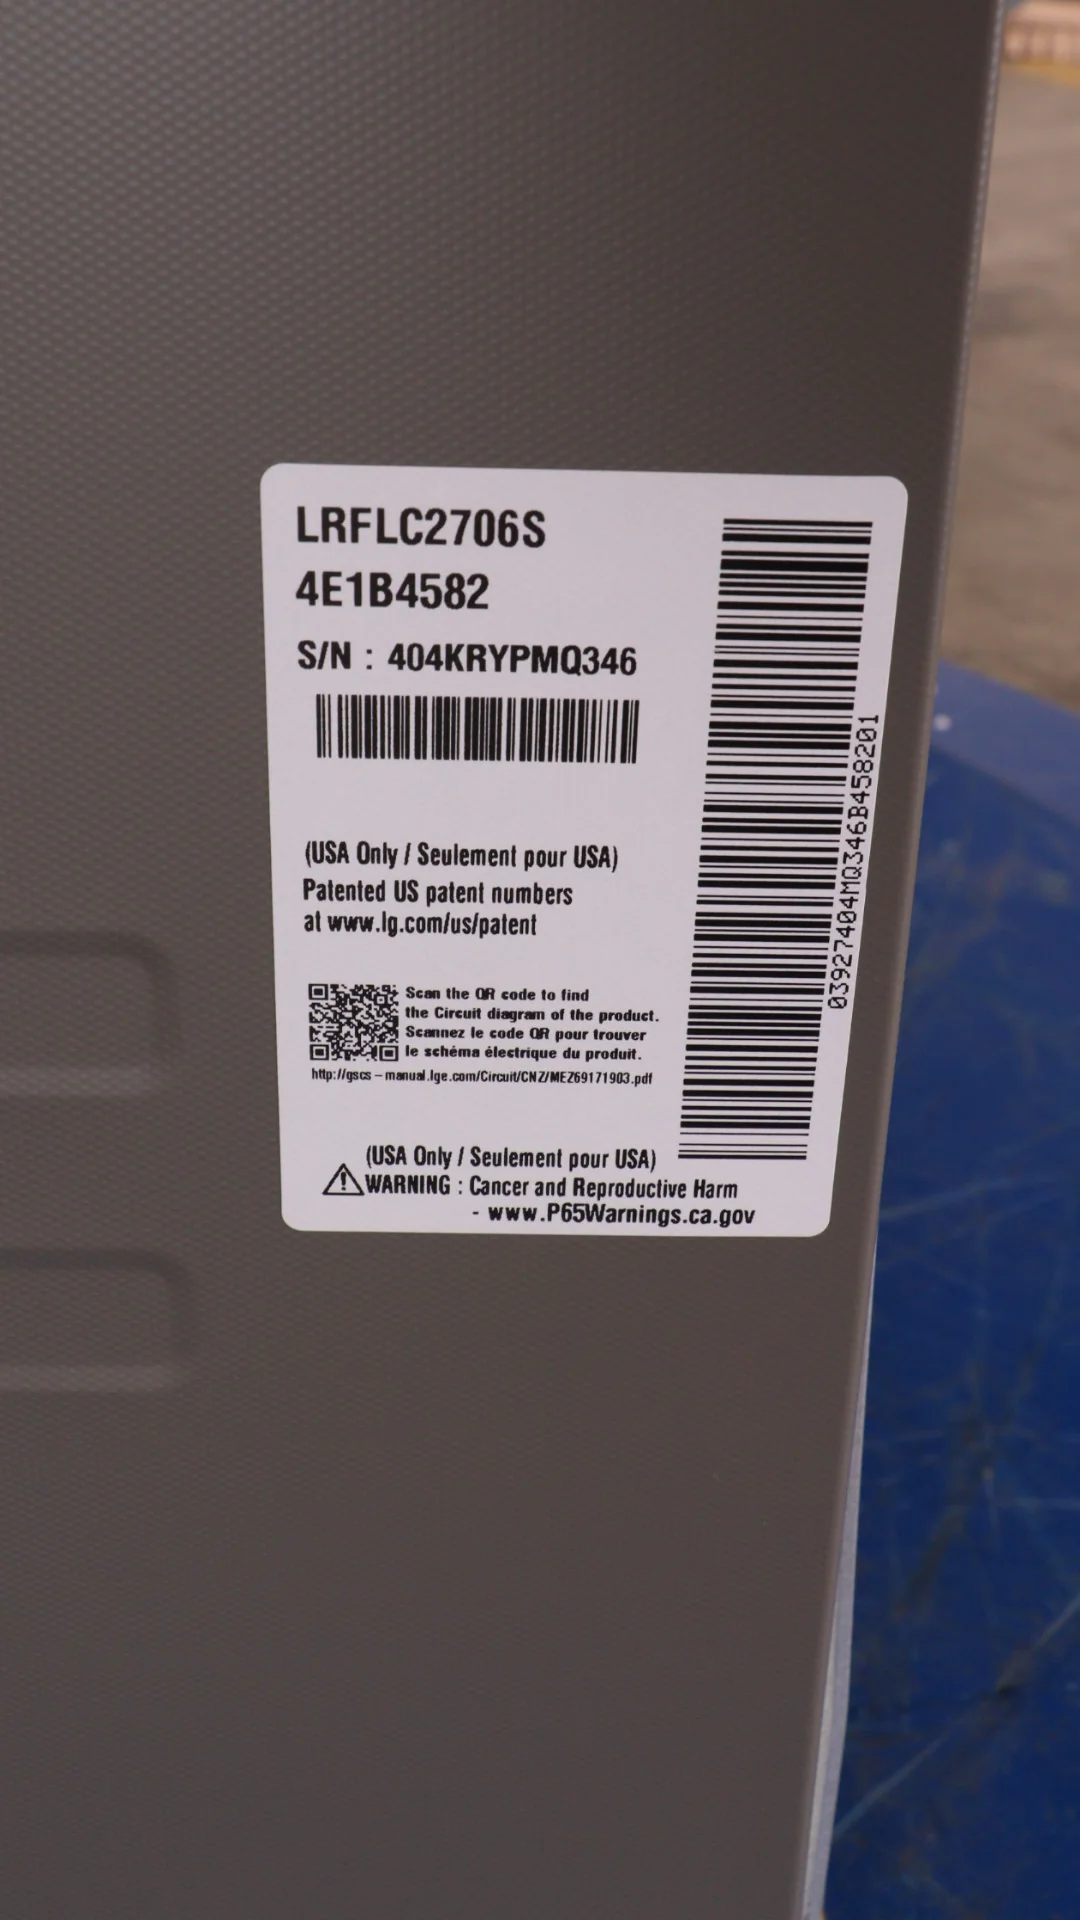 LRFLC2706S
4E1B4582
S/N : 404KRYPMQ346
(USA Only / Seulement pour USA)
Patented US patent numbers
at www.lg.com/us/patent
Scan the QR code to find
the Circuit diagram of the product.
Scannez le code QR pour trouver
le schéma électrique du produit.
http://gscs-manual.lge.com/Circuit/CNZ/MEZ69171903.pdf
(USA Only / Seulement pour USA)
WARNING : Cancer and Reproductive Harm
- www.P65Warnings.ca.gov
03927404MQ346B458201